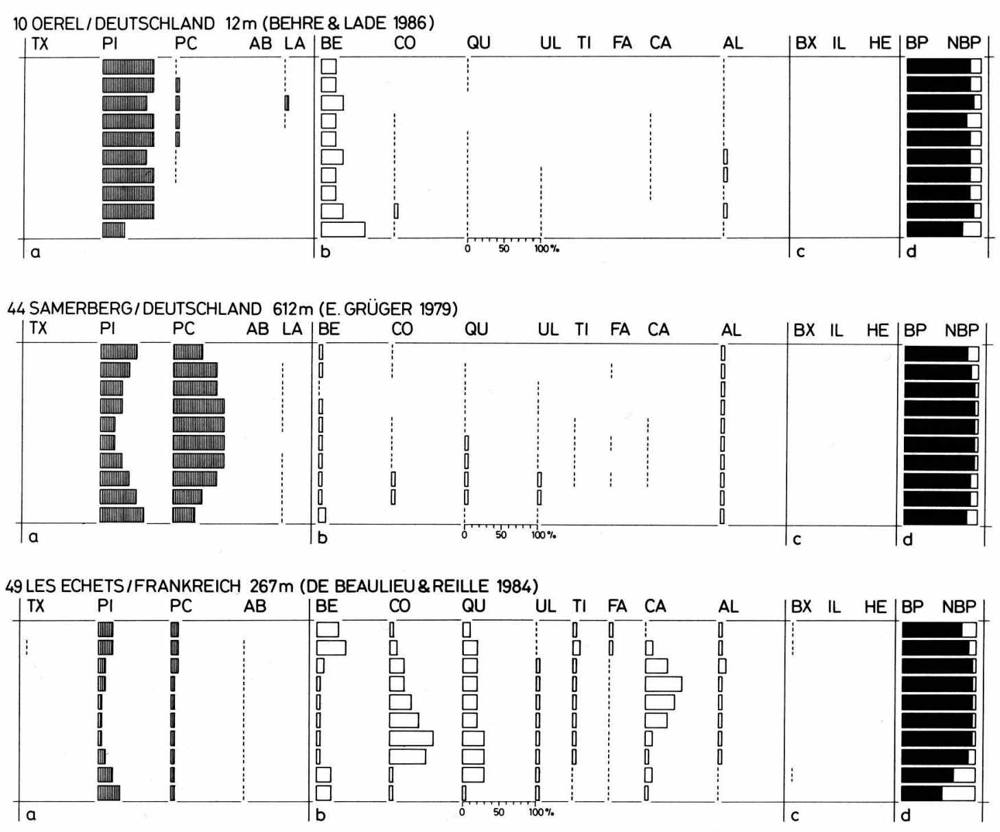 10 OEREL/DEUTSCHLAND 12m (BEHRE & LADE 1986)
TX PI PC AB LA BE CO QU UL TI FA CA AL BX IL HE BP NBP
0 50 100%
a b c d
44 SAMERBERG/DEUTSCHLAND 612m (E. GRÜGER 1979)
TX PI PC AB LA BE CO QU UL TI FA CA AL BX IL HE BP NBP
0 50 100%
a b c d
49 LES ECHETS/FRANKREICH 267m (DE BEAULIEU & REILLE 1984)
TX PI PC AB BE CO QU UL TI FA CA AL BX IL HE BP NBP
0 50 100%
a b c d